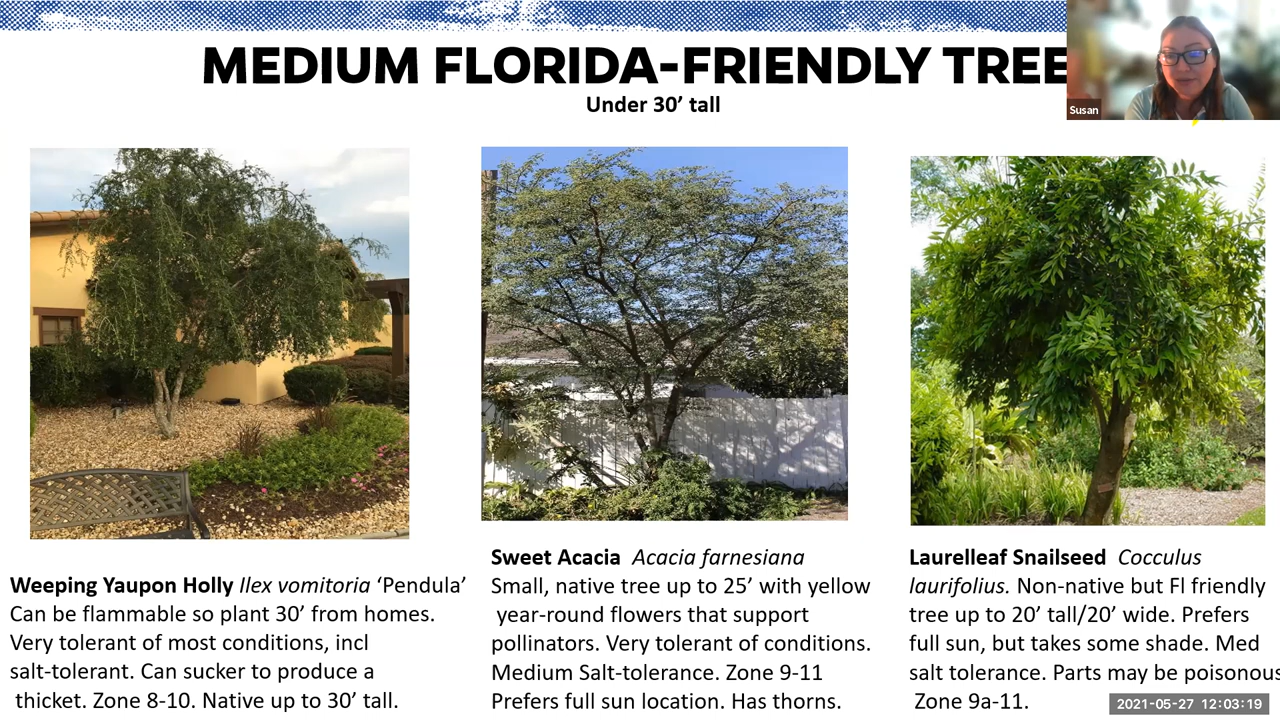 MEDIUM FLORIDA-FRIENDLY TREE
Under 30’ tall
Susan
Weeping Yaupon Holly Ilex vomitoria ‘Pendula’
Can be flammable so plant 30’ from homes.
Very tolerant of most conditions, incl
salt-tolerant. Can sucker to produce a
thicket. Zone 8-10. Native up to 30’ tall.
Sweet Acacia Acacia farnesiana
Small, native tree up to 25’ with yellow
year-round flowers that support
pollinators. Very tolerant of conditions.
Medium Salt-tolerance. Zone 9-11
Prefers full sun location. Has thorns.
Laurelleaf Snailseed Cocculus
laurifolius. Non-native but Fl friendly
tree up to 20’ tall/20’ wide. Prefers
full sun, but takes some shade. Med
salt tolerance. Parts may be poisonous
Zone 9a-11.
2021-05-27 12:03:19